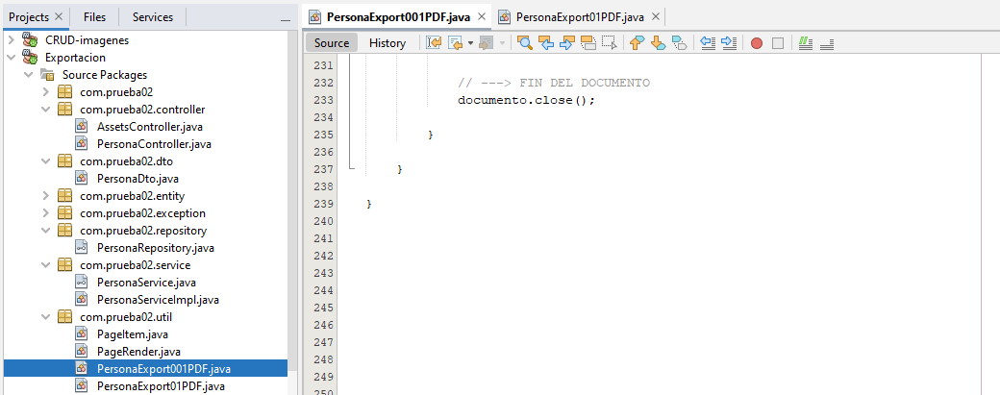 Projects Files Services
CRUD-imagenes
Exportacion
Source Packages
com.prueba02
com.prueba02.controller
AssetsController.java
PersonaController.java
com.prueba02.dto
PersonaDto.java
com.prueba02.entity
com.prueba02.exception
com.prueba02.repository
PersonaRepository.java
com.prueba02.service
PersonaService.java
PersonaServiceImpl.java
com.prueba02.util
PageItem.java
PageRender.java
PersonaExport001PDF.java
PersonaExport01PDF.java
PersonaExport001PDF.java PersonaExport01PDF.java
Source History
231
232 // ---> FIN DEL DOCUMENTO
233 documento.close();
234
235 }
236
237 }
238
239 }
240
241
242
243
244
245
246
247
248
249
250